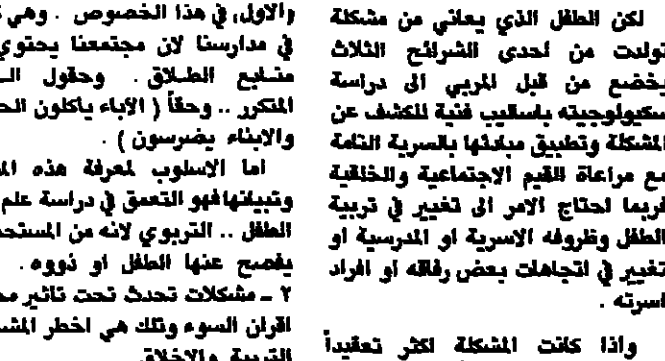 لكن الطفل الذي يعاني من مشكلة
تولدت من احدى الشرائح الثلاث
يخضع من قبل المربي الى دراسة
سكيولوجيته باساليب فنية للكشف عن
المشكلة وتطبيق مبادئها بالسرية التامة
مع مراعاة القيم الاجتماعية والخلقية
فربما احتاج الامر الى تغيير في تربية
الطفل وظروفه الاسرية او المدرسية او
تغيير في اتجاهات بعض رفاقه او افراد
اسرته .
واذا كانت المشكلة اكثر تعقيداً
والاول، في هذا الخصوص . وهي
في مدارسنا لان مجتمعنا يحتوي
منابع الطلاق . وحقول
المتكرر .. وحقاً ( الآباء ياكلون
والابناء يضرسون ) .
اما الاسلوب لمعرفة هذه
وتبيانها فهو التعمق في دراسة علم
الطفل .. التربوي لانه من
يفصح عنها الطفل او ذووه .
٢ ـ مشكلات تحدث تحت تاثير
اقران السوء وتلك هي اخطر
التربية والاخلاق